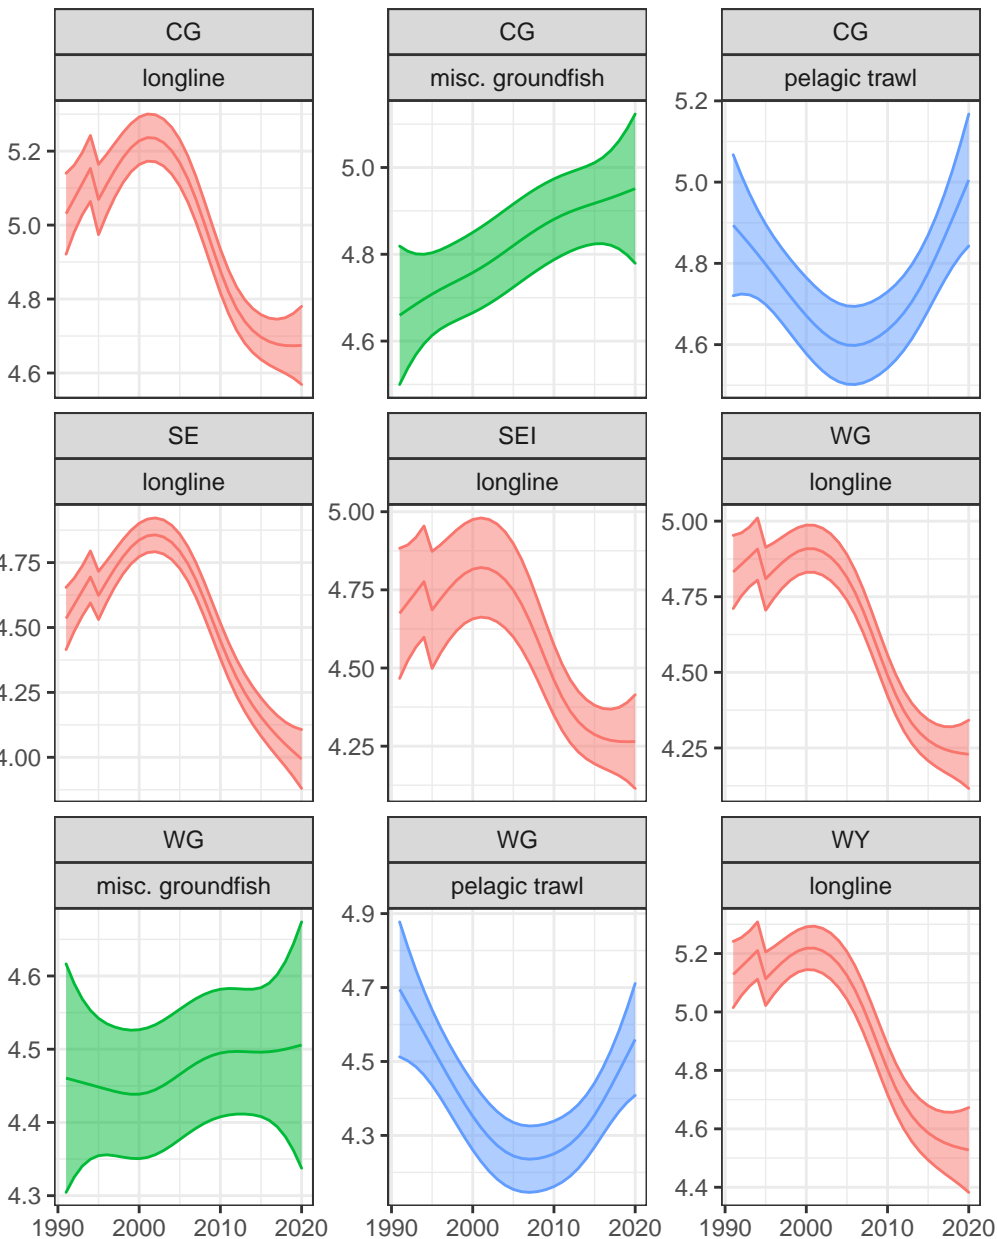 CG CG CG
longline misc. groundfish pelagic trawl
5.2
5.2 5.0
5.0 5.0
4.8 4.8 4.8
4.6 4.6 4.6
SE SEI WG
longline longline longline
5.00 5.00
4.75 4.75 4.75
4.50 4.50 4.50
4.25 4.25 4.25
4.00
WG WG WY
misc. groundfish pelagic trawl longline
4.9
4.6 4.7 5.2
4.5 4.5 5.0
4.4 4.3 4.8
4.3 4.6
4.4
1990 2000 2010 2020 1990 2000 2010 2020 1990 2000 2010 2020